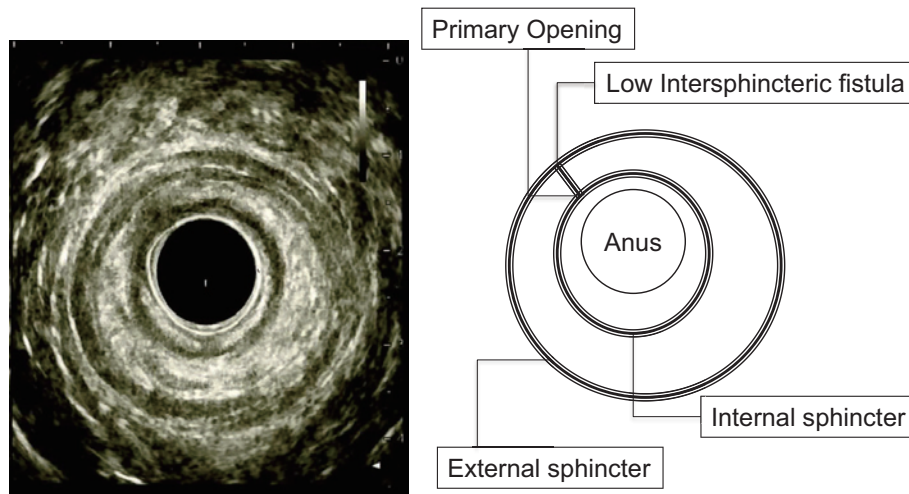 Primary Opening
Low Intersphincteric fistula
Anus
Internal sphincter
External sphincter